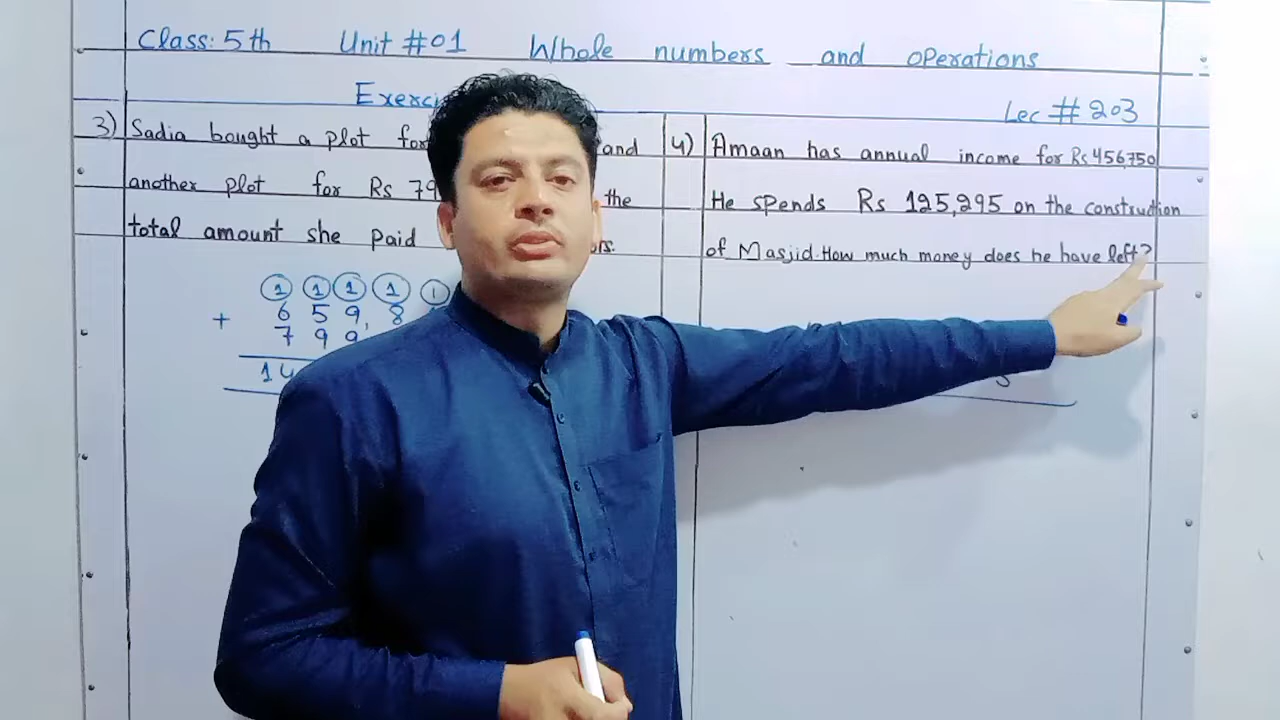 Class: 5th Unit #01 Whole numbers and operations
Lec # 203
3) Sadia bought a plot for and
another plot for Rs 79 the
total amount she paid
+ 1 1 1 1 1
6 5 9, 8
7 9 9
1 4
4) Amaan has annual income for Rs 456,750
He spends Rs 125,295 on the construction
of Masjid. How much money does he have left?